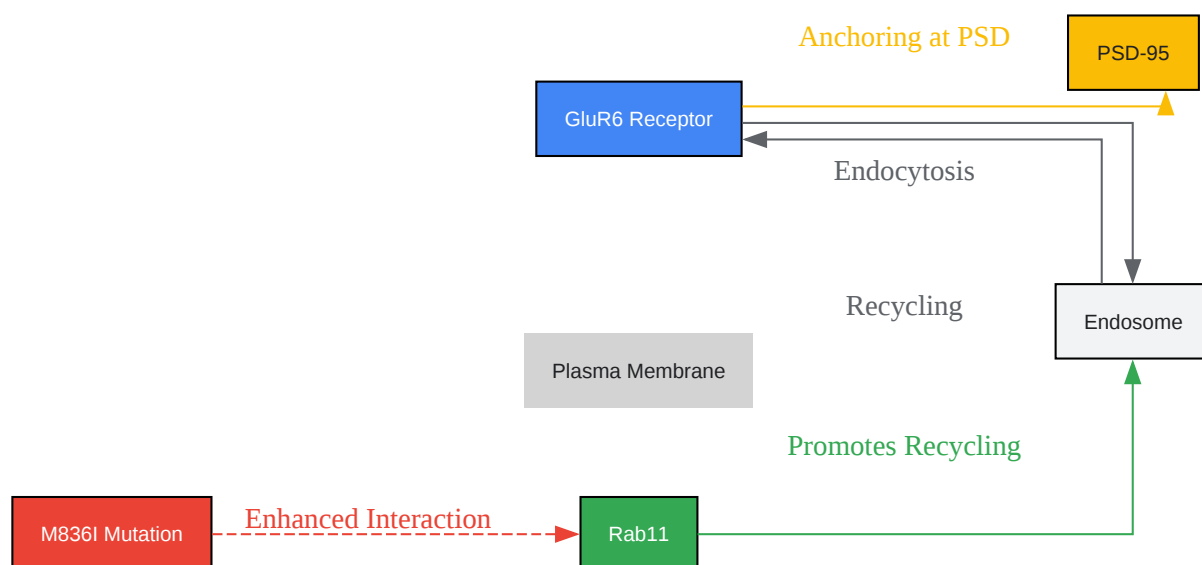 Anchoring at PSD
PSD-95
GluR6 Receptor
Endocytosis
Recycling
Endosome
Plasma Membrane
Promotes Recycling
M836I Mutation
Enhanced Interaction
Rab11